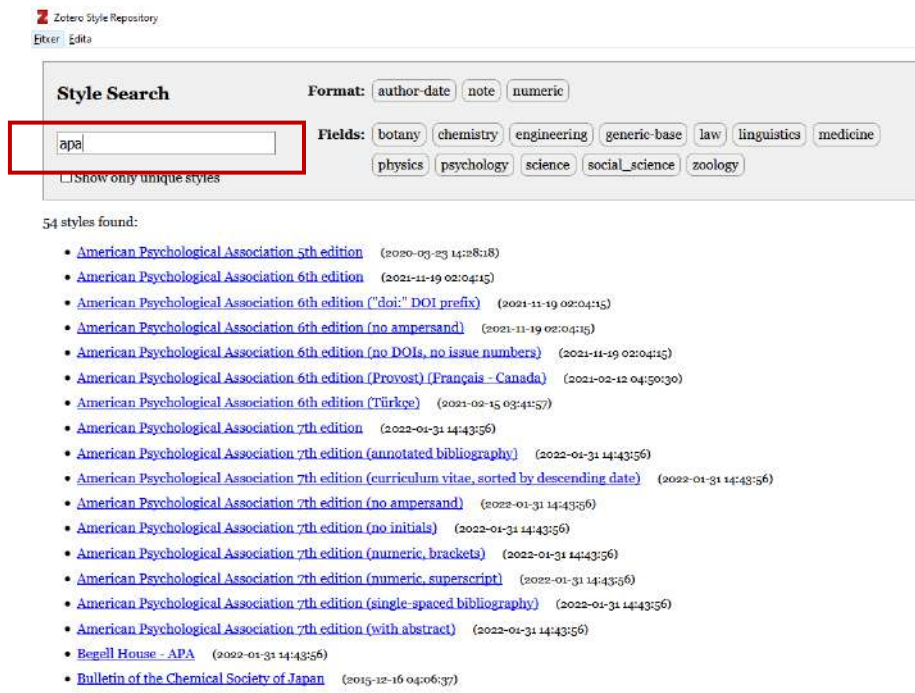 Zotero Style Repository
Fitxer Edita
Style Search
Format: author-date note numeric
apa
Fields: botany chemistry engineering generic-base law linguistics medicine
physics psychology science social_science zoology
Show only unique styles
54 styles found:
• American Psychological Association 5th edition (2020-03-23 14:28:18)
• American Psychological Association 6th edition (2021-11-19 02:04:15)
• American Psychological Association 6th edition ("doi:" DOI prefix) (2021-11-19 02:04:15)
• American Psychological Association 6th edition (no ampersand) (2021-11-19 02:04:15)
• American Psychological Association 6th edition (no DOIs, no issue numbers) (2021-11-19 02:04:15)
• American Psychological Association 6th edition (Provost) (Français - Canada) (2021-02-12 04:50:30)
• American Psychological Association 6th edition (Türkçe) (2021-02-15 03:41:57)
• American Psychological Association 7th edition (2022-01-31 14:43:56)
• American Psychological Association 7th edition (annotated bibliography) (2022-01-31 14:43:56)
• American Psychological Association 7th edition (curriculum vitae, sorted by descending date) (2022-01-31 14:43:56)
• American Psychological Association 7th edition (no ampersand) (2022-01-31 14:43:56)
• American Psychological Association 7th edition (no initials) (2022-01-31 14:43:56)
• American Psychological Association 7th edition (numeric, brackets) (2022-01-31 14:43:56)
• American Psychological Association 7th edition (numeric, superscript) (2022-01-31 14:43:56)
• American Psychological Association 7th edition (single-spaced bibliography) (2022-01-31 14:43:56)
• American Psychological Association 7th edition (with abstract) (2022-01-31 14:43:56)
• Begell House - APA (2022-01-31 14:43:56)
• Bulletin of the Chemical Society of Japan (2015-12-16 04:06:37)